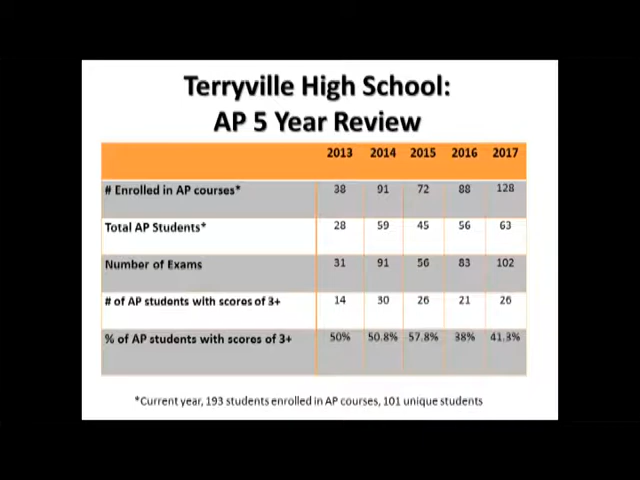 Terryville High School:
AP 5 Year Review
2013 2014 2015 2016 2017
# Enrolled in AP courses* 38 91 72 88 128
Total AP Students* 28 59 45 56 63
Number of Exams 31 91 56 83 102
# of AP students with scores of 3+ 14 30 26 21 26
% of AP students with scores of 3+ 50% 50.8% 57.8% 38% 41.3%
*Current year, 193 students enrolled in AP courses, 101 unique students